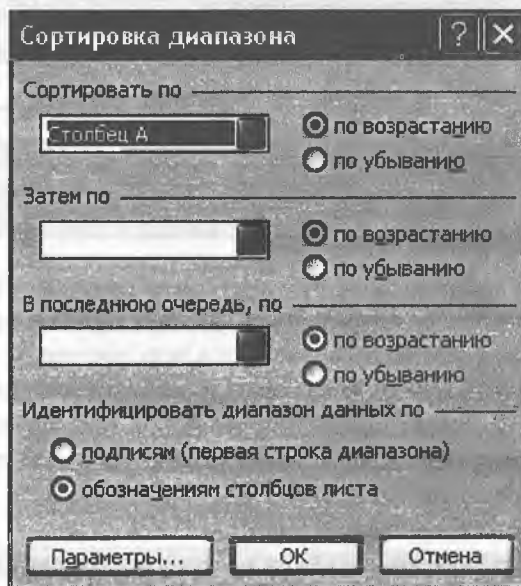 Сортировка диапазона
Сортировать по
Столбец A
по возрастанию
по убыванию
Затем по
по возрастанию
по убыванию
В последнюю очередь, по
по возрастанию
по убыванию
Идентифицировать диапазон данных по
подписям (первая строка диапазона)
обозначениям столбцов листа
Параметры... ОК Отмена